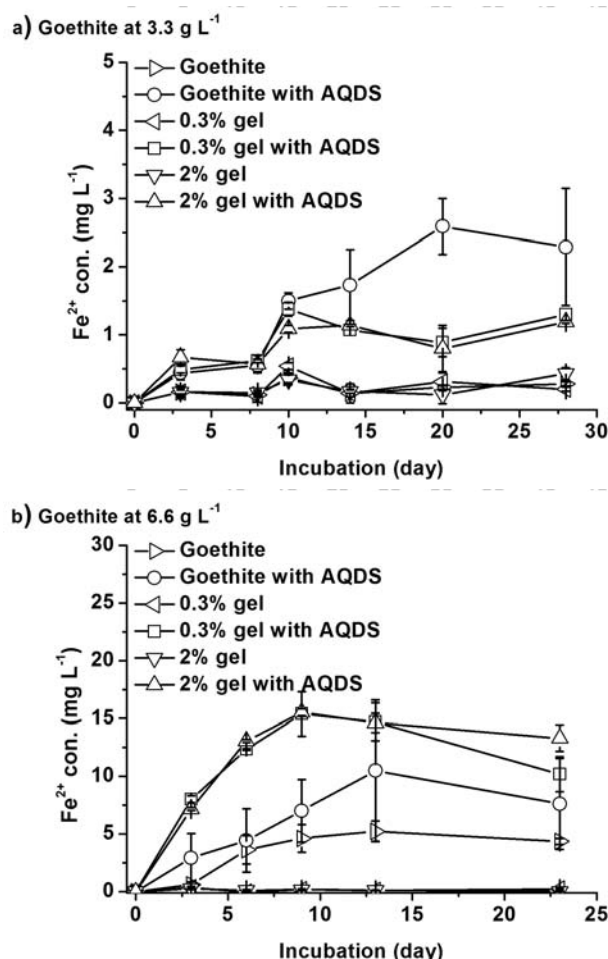 a) Goethite at 3.3 g L⁻¹
Goethite
Goethite with AQDS
0.3% gel
0.3% gel with AQDS
2% gel
2% gel with AQDS
Fe²⁺ con. (mg L⁻¹)
5
4
3
2
1
0
0 5 10 15 20 25 30
Incubation (day)
b) Goethite at 6.6 g L⁻¹
Goethite
Goethite with AQDS
0.3% gel
0.3% gel with AQDS
2% gel
2% gel with AQDS
Fe²⁺ con. (mg L⁻¹)
30
25
20
15
10
5
0
0 5 10 15 20 25
Incubation (day)